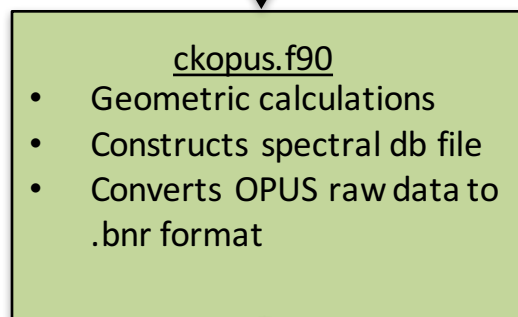 ckopus.f90
• Geometric calculations
• Constructs spectral db file
• Converts OPUS raw data to
.bnr format